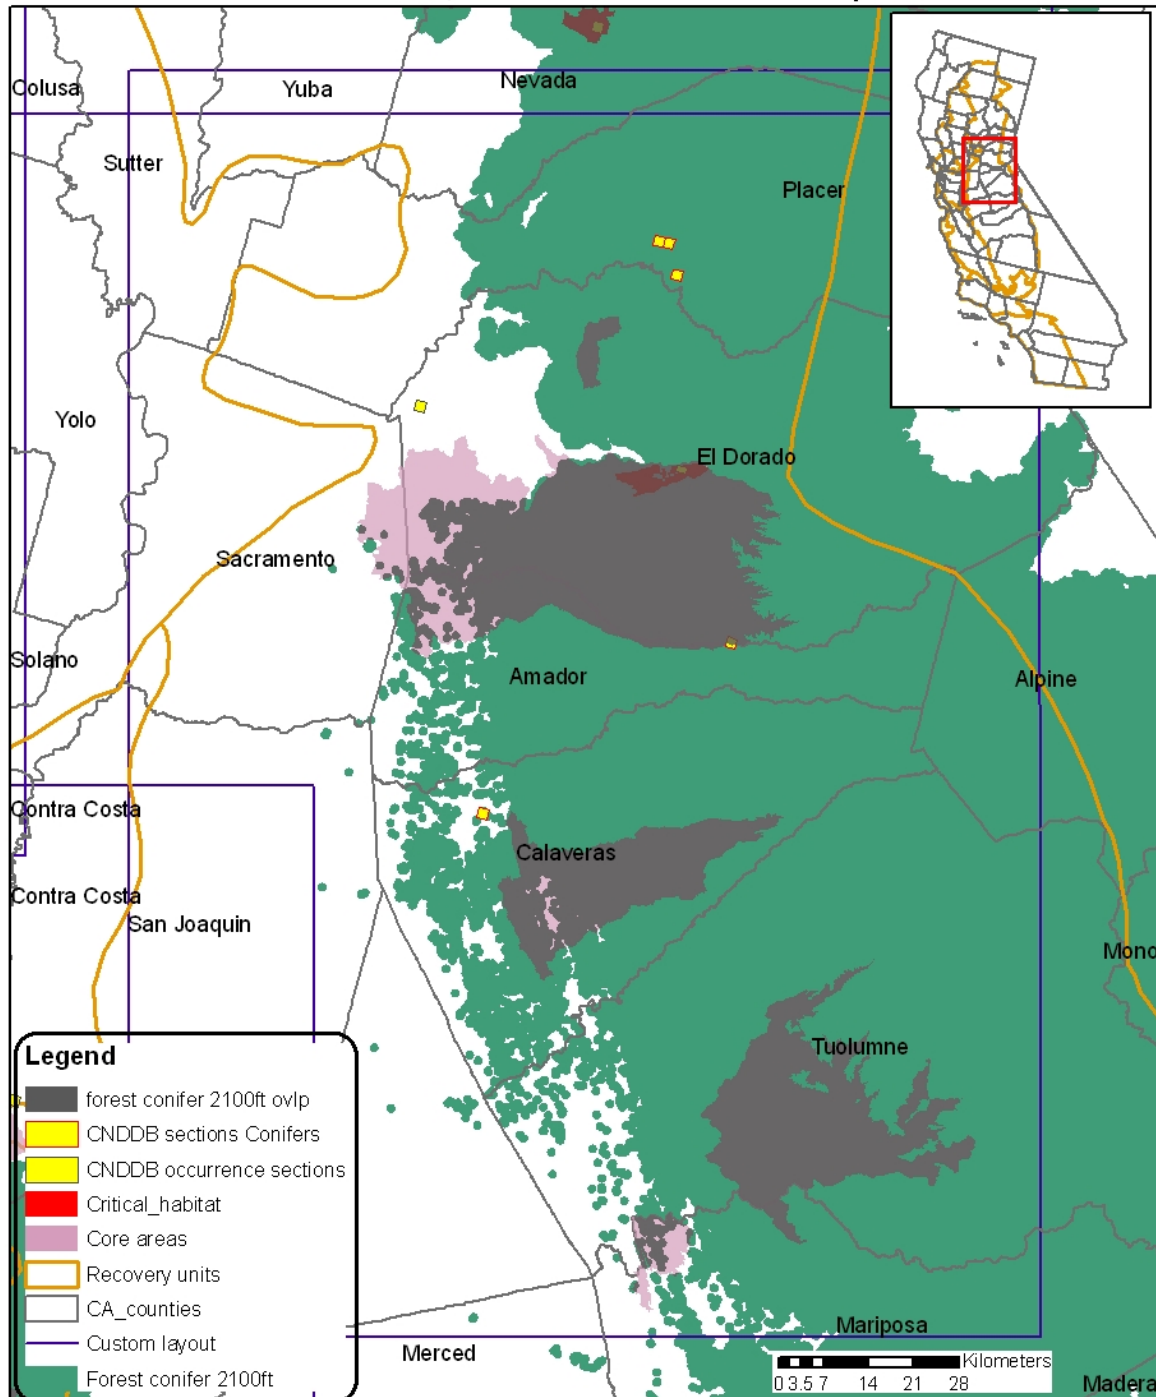 Colusa
Yuba
Nevada
Sutter
Placer
Yolo
El Dorado
Sacramento
Solano
Amador
Alpine
Contra Costa
Calaveras
Contra Costa
San Joaquin
Mono
Tuolumne
Legend
forest conifer 2100ft ovlp
CNDDB sections Conifers
CNDDB occurrence sections
Critical_habitat
Core areas
Recovery units
CA_counties
Custom layout
Forest conifer 2100ft
Mariposa
Merced
Kilometers
0 3.5 7 14 21 28
Madera